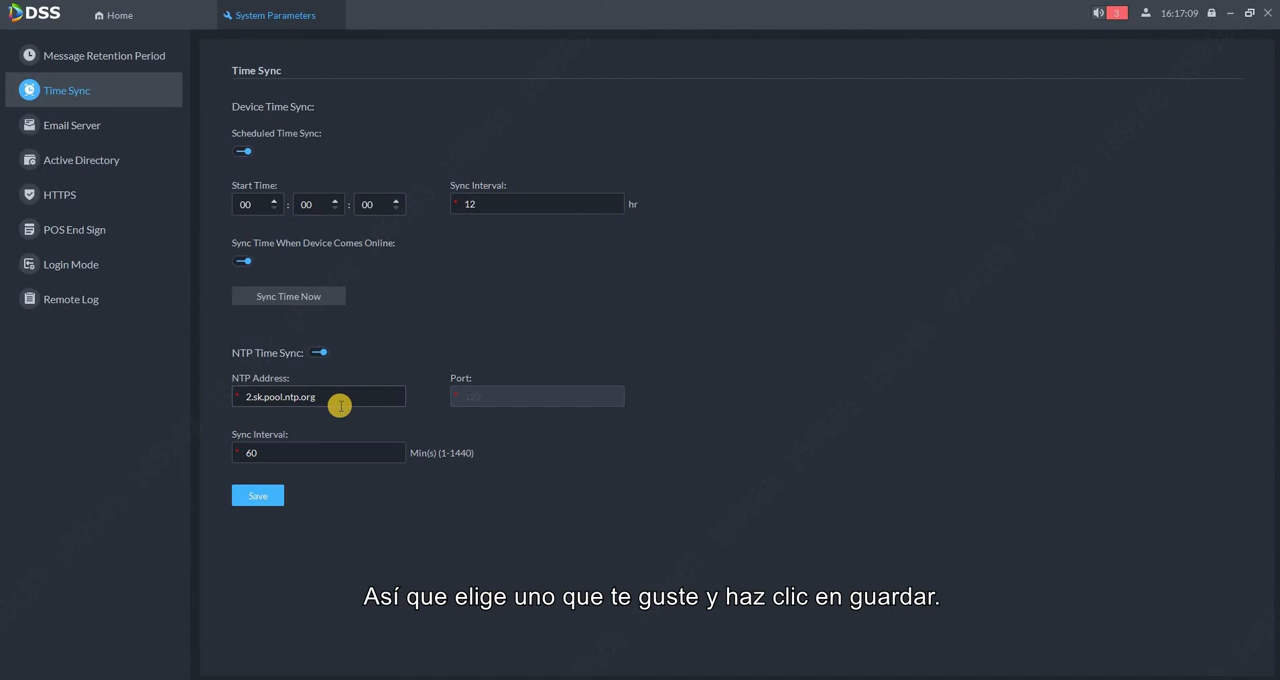 DSS
Home
System Parameters
3
16:17:09
Message Retention Period
Time Sync
Email Server
Active Directory
HTTPS
POS End Sign
Login Mode
Remote Log
Time Sync
Device Time Sync:
Scheduled Time Sync:
Start Time:
Sync Interval:
00 : 00 : 00
* 12 hr
Sync Time When Device Comes Online:
Sync Time Now
NTP Time Sync:
NTP Address:
Port:
* 2.sk.pool.ntp.org
* 123
Sync Interval:
* 60 Min(s) (1-1440)
Save
Así que elige uno que te guste y haz clic en guardar.